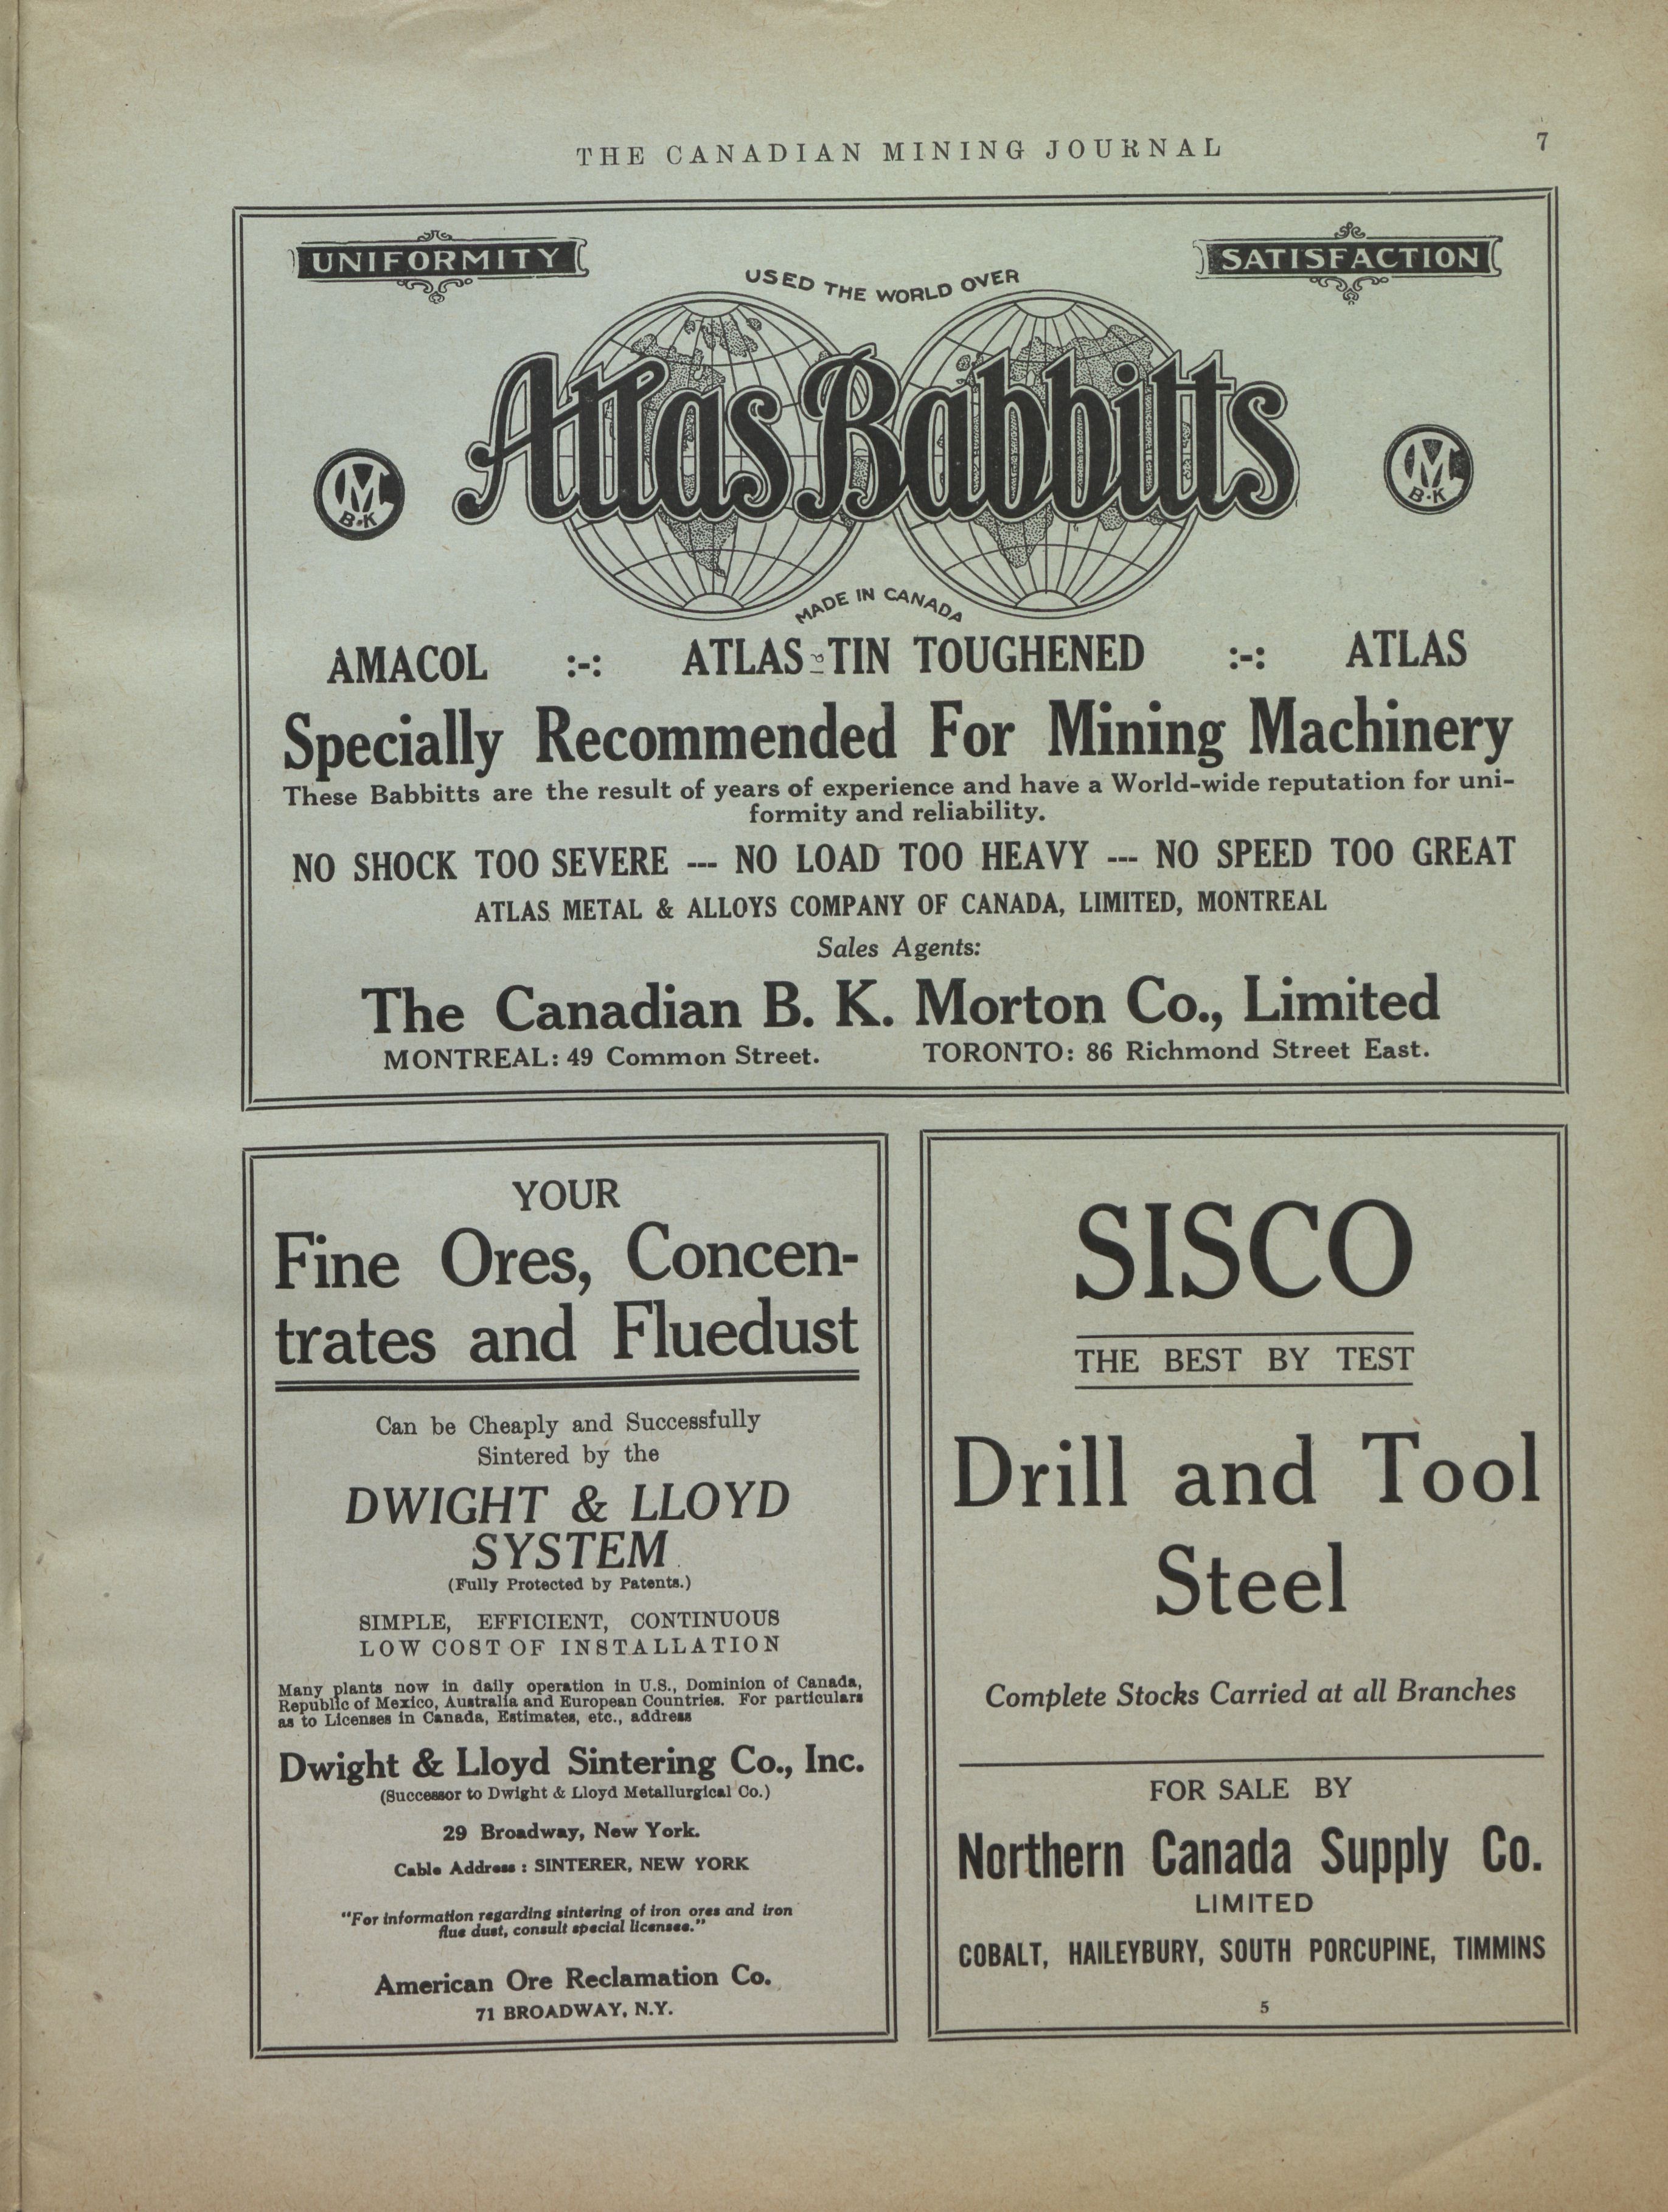 THE CANADIAN MINING JOURNAL
7
UNIFORMITY
SATISFACTION
USED THE WORLD OVER
Atlas Babbitts
MC
B·K
MC
B·K
MADE IN CANADA
AMACOL :-: ATLAS-TIN TOUGHENED :-: ATLAS
Specially Recommended For Mining Machinery
These Babbitts are the result of years of experience and have a World-wide reputation for uni-
formity and reliability.
NO SHOCK TOO SEVERE --- NO LOAD TOO HEAVY --- NO SPEED TOO GREAT
ATLAS METAL & ALLOYS COMPANY OF CANADA, LIMITED, MONTREAL
Sales Agents:
The Canadian B. K. Morton Co., Limited
MONTREAL: 49 Common Street. TORONTO: 86 Richmond Street East.
YOUR
Fine Ores, Concen-
trates and Fluedust
Can be Cheaply and Successfully
Sintered by the
DWIGHT & LLOYD
SYSTEM
(Fully Protected by Patents.)
SIMPLE, EFFICIENT, CONTINUOUS
LOW COST OF INSTALLATION
Many plants now in daily operation in U.S., Dominion of Canada,
Republic of Mexico, Australia and European Countries. For particulars
as to Licenses in Canada, Estimates, etc., address
Dwight & Lloyd Sintering Co., Inc.
(Successor to Dwight & Lloyd Metallurgical Co.)
29 Broadway, New York.
Cable Address: SINTERER, NEW YORK
"For information regarding sintering of iron ores and iron
flue dust, consult special licensee."
American Ore Reclamation Co.
71 BROADWAY, N.Y.
SISCO
THE BEST BY TEST
Drill and Tool
Steel
Complete Stocks Carried at all Branches
FOR SALE BY
Northern Canada Supply Co.
LIMITED
COBALT, HAILEYBURY, SOUTH PORCUPINE, TIMMINS
5